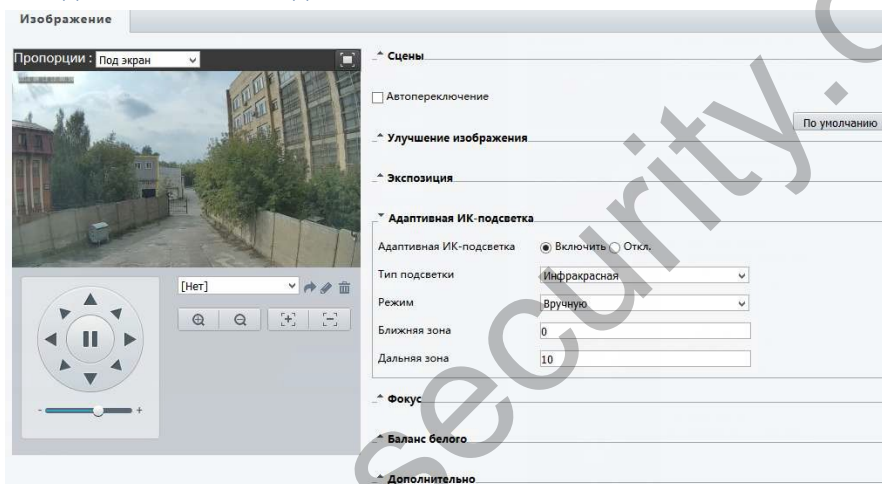 Изображение
Пропорции : Под экран
[Нет]
- +
Сцены
Автопереключение
По умолчанию
Улучшение изображения
Экспозиция
Адаптивная ИК-подсветка
Адаптивная ИК-подсветка Включить Откл.
Тип подсветки Инфракрасная
Режим Вручную
Ближняя зона 0
Дальняя зона 10
Фокус
Баланс белого
Дополнительно
security.c